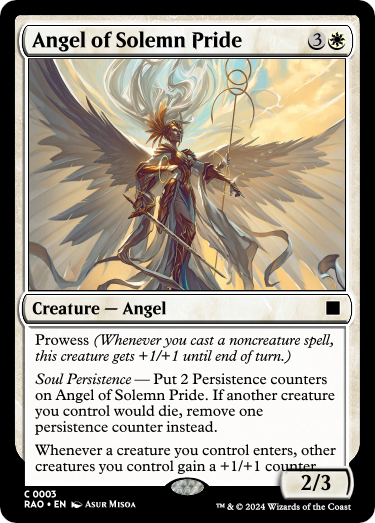 Angel of Solemn Pride 3
Creature — Angel
Prowess (Whenever you cast a noncreature spell,
this creature gets +1/+1 until end of turn.)
Soul Persistence — Put 2 Persistence counters
on Angel of Solemn Pride. If another creature
you control would die, remove one
persistence counter instead.
Whenever a creature you control enters, other
creatures you control gain a +1/+1 counter
2/3
C 0003
RAO • EN Asur Misoa
™ & © 2024 Wizards of the Coast